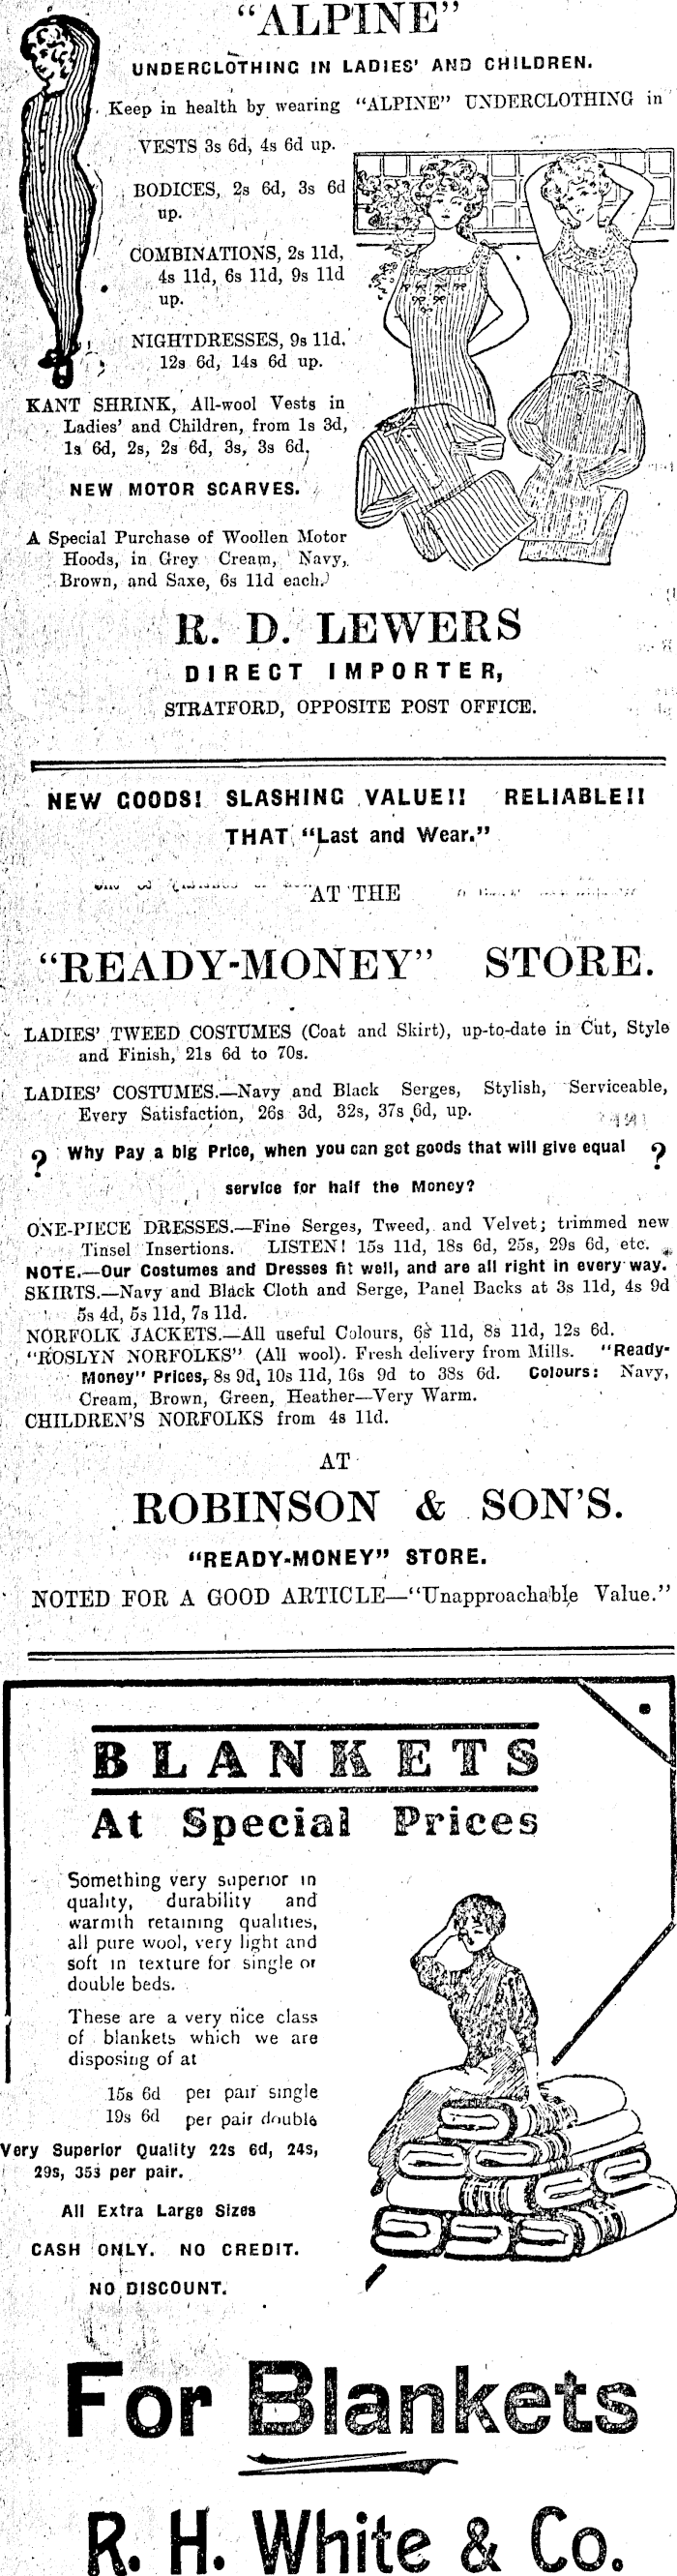 "ALPINE"
UNDERCLOTHING IN LADIES' AND CHILDREN.
Keep in health by wearing "ALPINE" UNDERCLOTHING in
VESTS 3s 6d, 4s 6d up.
BODICES, 2s 6d, 3s 6d
up.
COMBINATIONS, 2s 11d,
4s 11d, 6s 11d, 9s 11d
up.
NIGHTDRESSES, 9s 11d.
12s 6d, 14s 6d up.
KANT SHRINK, All-wool Vests in
Ladies' and Children, from 1s 3d,
1s 6d, 2s, 2s 6d, 3s, 3s 6d.
NEW MOTOR SCARVES.
A Special Purchase of Woollen Motor
Hoods, in Grey Cream, Navy,
Brown, and Saxe, 6s 11d each.
R. D. LEWERS
DIRECT IMPORTER,
STRATFORD, OPPOSITE POST OFFICE.
NEW GOODS! SLASHING VALUE!! RELIABLE!!
THAT "Last and Wear."
AT THE
"READY-MONEY" STORE.
LADIES' TWEED COSTUMES (Coat and Skirt), up-to-date in Cut, Style
and Finish, 21s 6d to 70s.
LADIES' COSTUMES.—Navy and Black Serges, Stylish, Serviceable,
Every Satisfaction, 26s 3d, 32s, 37s 6d, up.
? Why Pay a big Price, when you can get goods that will give equal ?
service for half the Money?
ONE-PIECE DRESSES.—Fine Serges, Tweed, and Velvet; trimmed new
Tinsel Insertions. LISTEN! 15s 11d, 18s 6d, 25s, 29s 6d, etc.
NOTE.—Our Costumes and Dresses fit well, and are all right in every way.
SKIRTS.—Navy and Black Cloth and Serge, Panel Backs at 3s 11d, 4s 9d
5s 4d, 5s 11d, 7s 11d.
NORFOLK JACKETS.—All useful Colours, 6s 11d, 8s 11d, 12s 6d.
"ROSLYN NORFOLKS" (All wool). Fresh delivery from Mills. "Ready-
Money" Prices, 8s 9d, 10s 11d, 16s 9d to 38s 6d. Colours: Navy,
Cream, Brown, Green, Heather—Very Warm.
CHILDREN'S NORFOLKS from 4s 11d.
AT
ROBINSON & SON'S.
"READY-MONEY" STORE.
NOTED FOR A GOOD ARTICLE—"Unapproachable Value."
BLANKETS
At Special Prices
Something very superior in
quality, durability and
warmth retaining qualities,
all pure wool, very light and
soft in texture for single or
double beds.
These are a very nice class
of blankets which we are
disposing of at
15s 6d per pair single
19s 6d per pair double
Very Superior Quality 22s 6d, 24s,
29s, 35s per pair.
All Extra Large Sizes
CASH ONLY. NO CREDIT.
NO DISCOUNT.
For Blankets
R. H. White & Co.